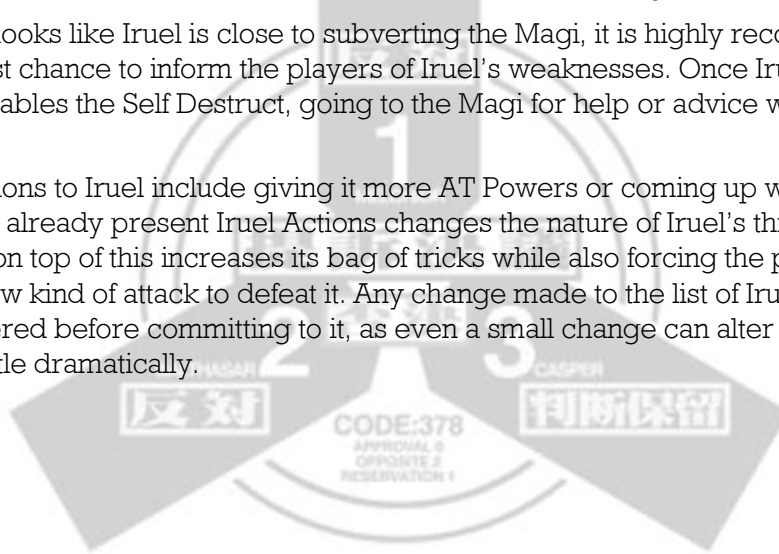 ooks like Iruel is close to subverting the Magi, it is highly reco
st chance to inform the players of Iruel's weaknesses. Once Iru
ables the Self Destruct, going to the Magi for help or advice w
ions to Iruel include giving it more AT Powers or coming up w
already present Iruel Actions changes the nature of Iruel's thr
on top of this increases its bag of tricks while also forcing the p
w kind of attack to defeat it. Any change made to the list of Iru
ered before committing to it, as even a small change can alter
tle dramatically.
反対
1
2
HASAR
3
CASPER
反対
判断保留
CODE:378
APPROVAL 0
OPPOSITE 2
RESERVATION 1